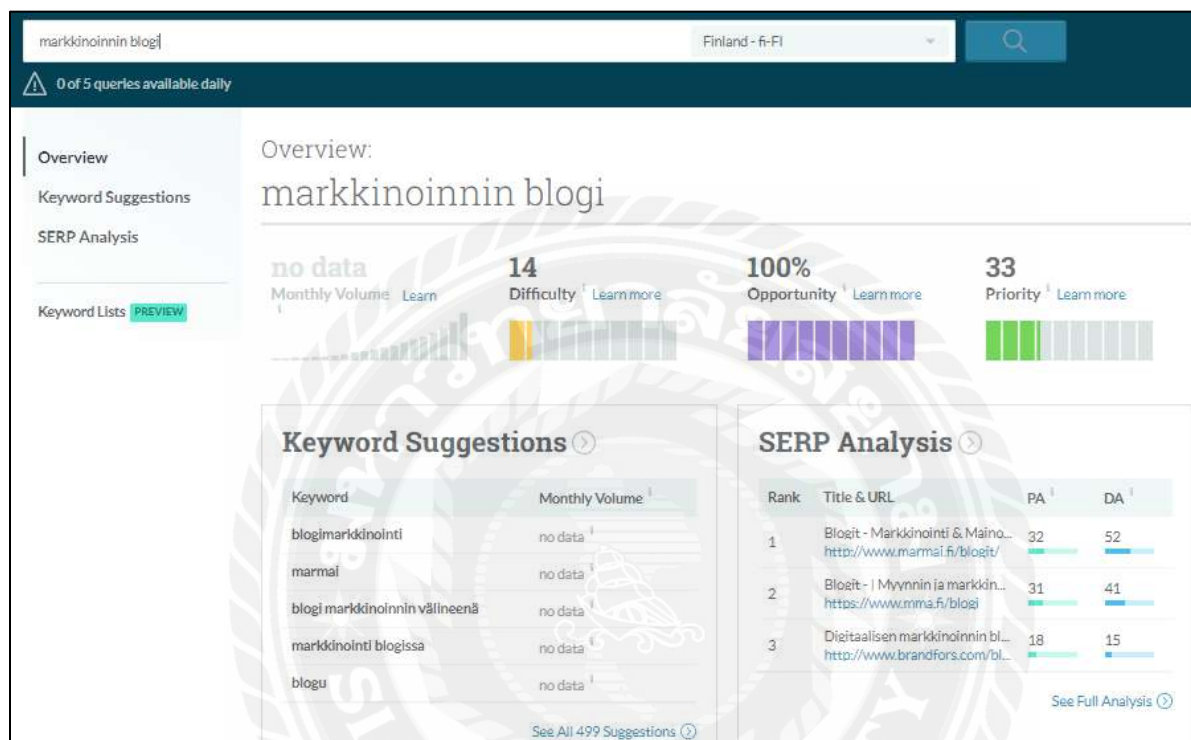 markkinoinnin blogi
Finland - fi-FI
0 of 5 queries available daily
Overview
Keyword Suggestions
SERP Analysis
Keyword Lists PREVIEW
Overview:
markkinoinnin blogi
no data
Monthly Volume Learn
14
Difficulty Learn more
100%
Opportunity Learn more
33
Priority Learn more
Keyword Suggestions
Keyword Monthly Volume
blogimarkkinointi no data
marmai no data
blogi markkinoinnin välineenä no data
markkinointi blogissa no data
blogu no data
See All 499 Suggestions
SERP Analysis
Rank Title & URL PA DA
1 Blogit - Markkinointi & Maino... 32 52
http://www.marmai.fi/blogit/
2 Blogit - | Myynnin ja markkin... 31 41
https://www.mma.fi/blogi
3 Digitaalisen markkinoinnin bl... 18 15
http://www.brandfors.com/bl...
See Full Analysis